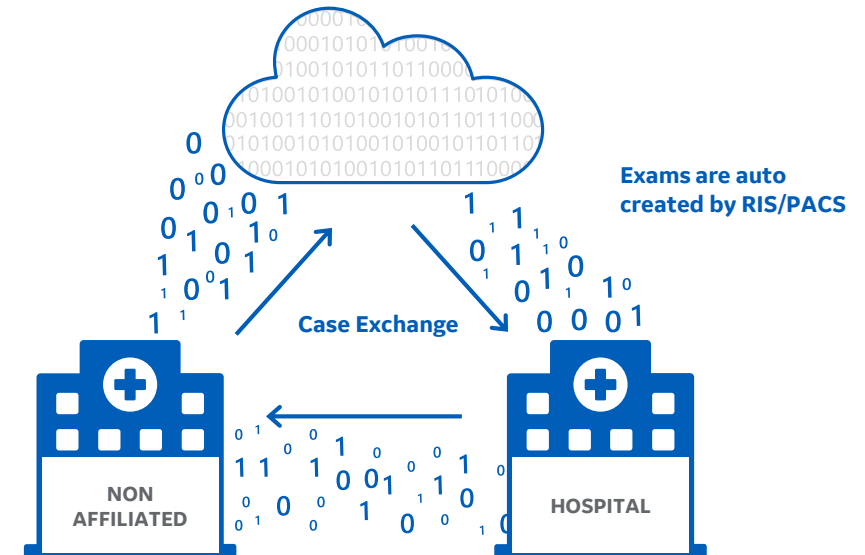 Exams are auto
created by RIS/PACS
Case Exchange
NON
AFFILIATED
HOSPITAL